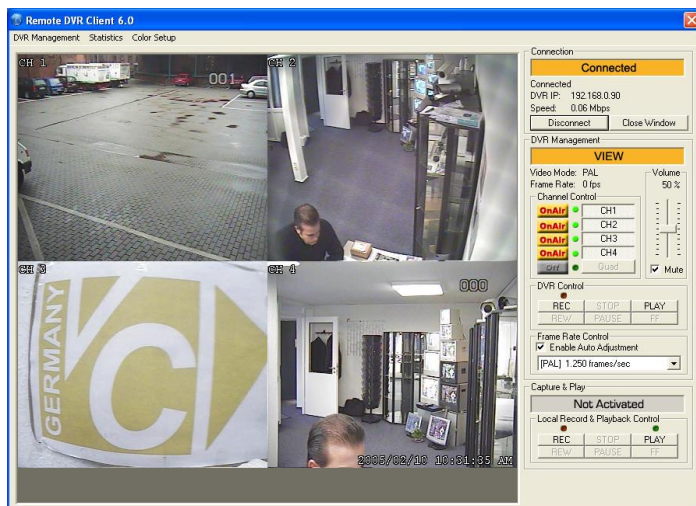 Remote DVR Client 6.0
DVR Management Statistics Color Setup
CH 1
001
CH 2
CH 3
GERMANY
VC
CH 4
000
2005/02/10 10:31:35 AM
Connection
Connected
Connected
DVR IP: 192.168.0.90
Speed: 0.06 Mbps
Disconnect Close Window
DVR Management
VIEW
Video Mode: PAL
Frame Rate: 0 fps
Volume
50 %
Channel Control
OnAir CH1
OnAir CH2
OnAir CH3
OnAir CH4
Off Quad
Mute
DVR Control
REC STOP PLAY
REW PAUSE FF
Frame Rate Control
Enable Auto Adjustment
[PAL] 1.250 frames/sec
Capture & Play
Not Activated
Local Record & Playback Control
REC STOP PLAY
REW PAUSE FF